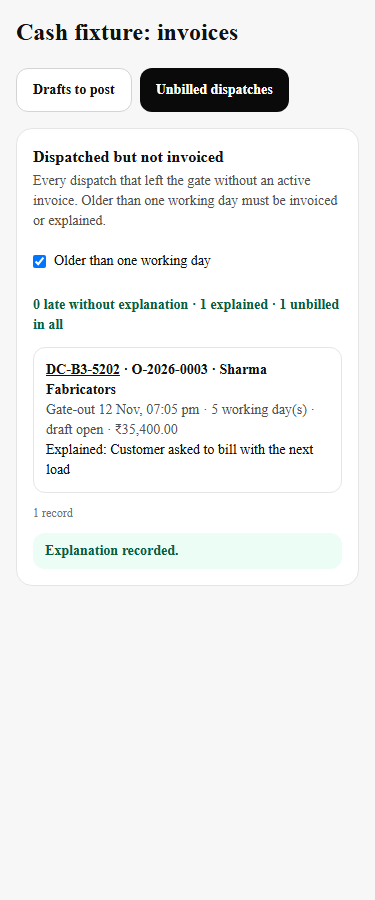 Cash fixture: invoices
Drafts to post
Unbilled dispatches
Dispatched but not invoiced
Every dispatch that left the gate without an active
invoice. Older than one working day must be invoiced
or explained.
Older than one working day
0 late without explanation · 1 explained · 1 unbilled
in all
DC-B3-5202 · O-2026-0003 · Sharma
Fabricators
Gate-out 12 Nov, 07:05 pm · 5 working day(s) ·
draft open · ₹35,400.00
Explained: Customer asked to bill with the next
load
1 record
Explanation recorded.